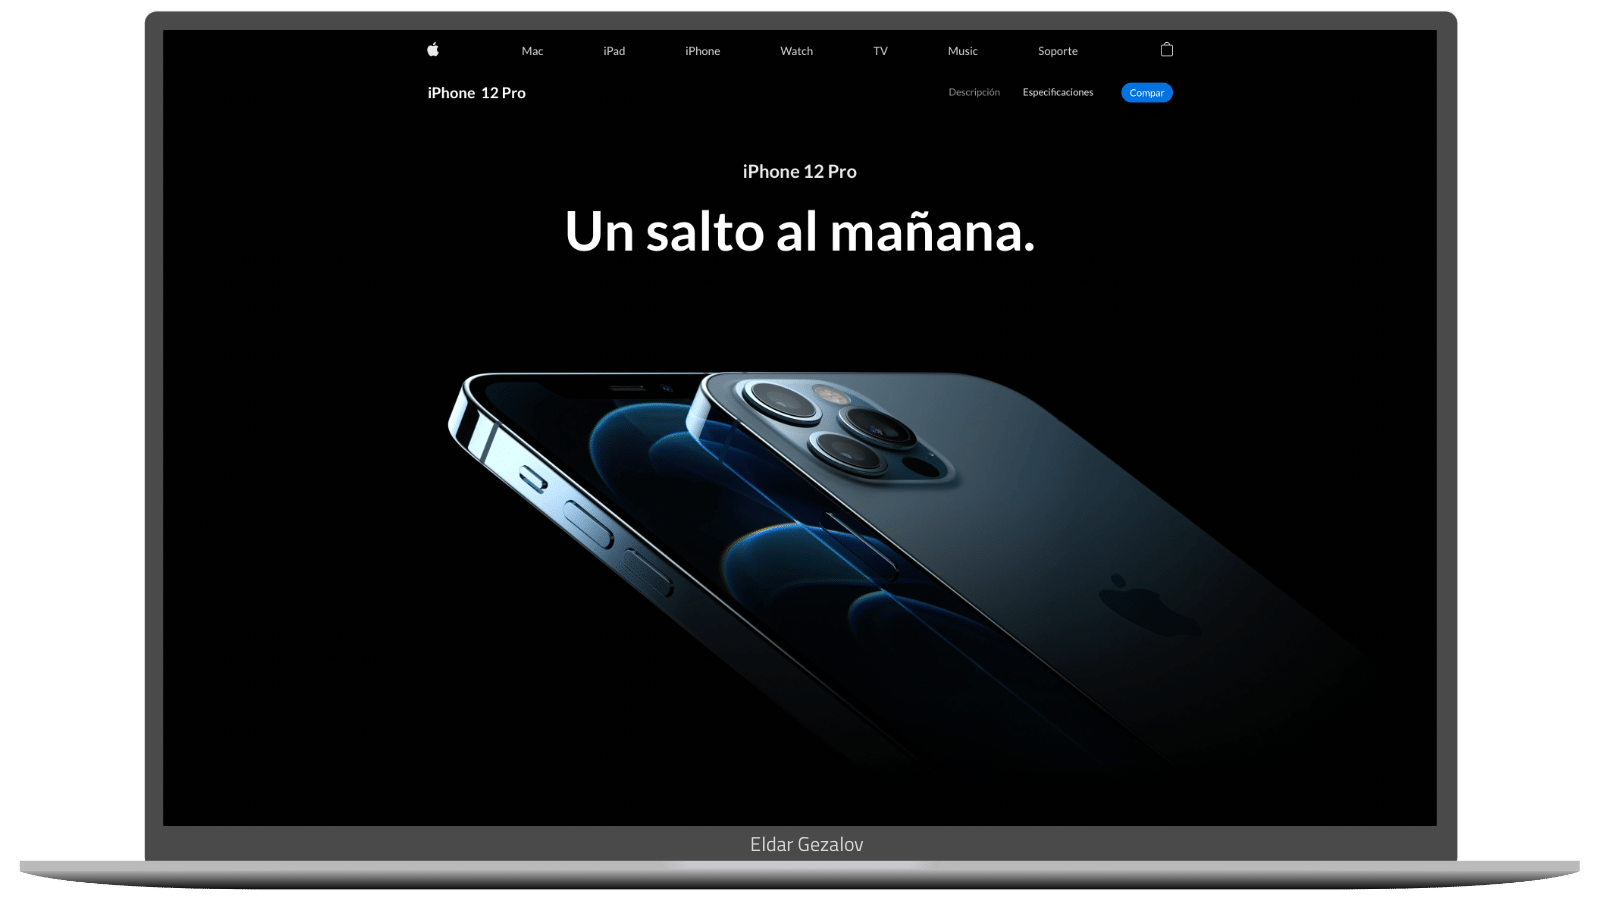 Mac iPad iPhone Watch TV Music Soporte
iPhone 12 Pro Descripción Especificaciones Compar
iPhone 12 Pro
Un salto al mañana.
Eldar Gezalov